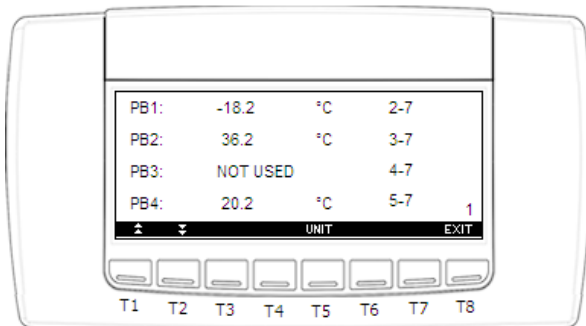 PB1: -18.2 °C 2-7
PB2: 36.2 °C 3-7
PB3: NOT USED 4-7
PB4: 20.2 °C 5-7
1
UNIT EXIT
T1 T2 T3 T4 T5 T6 T7 T8